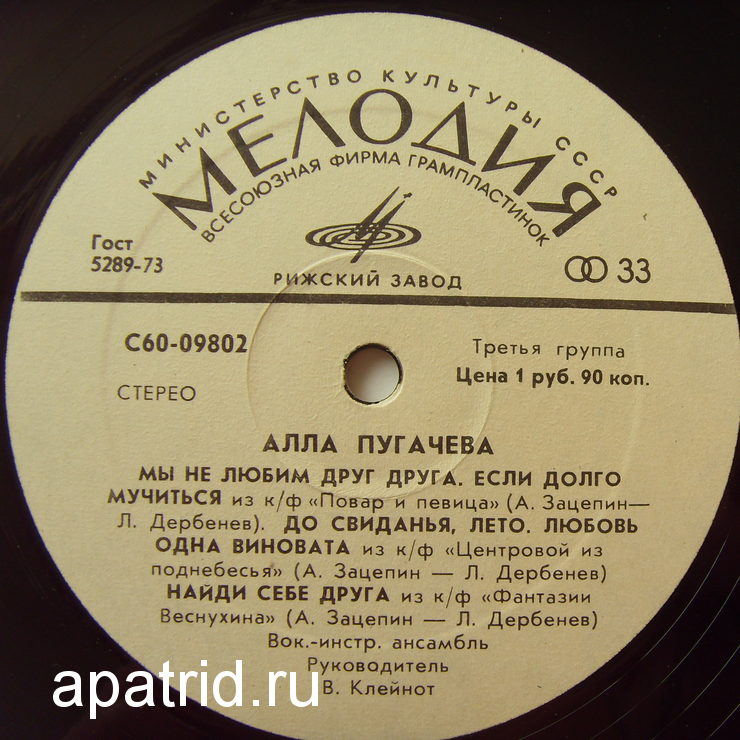 МИНИСТЕРСТВО КУЛЬТУРЫ СССР
МЕЛОДИЯ
ВСЕСОЮЗНАЯ ФИРМА ГРАМПЛАСТИНОК
Гост
5289-73
РИЖСКИЙ ЗАВОД
33
С60-09802
Третья группа
СТЕРЕО
Цена 1 руб. 90 коп.
АЛЛА ПУГАЧЕВА
МЫ НЕ ЛЮБИМ ДРУГ ДРУГА. ЕСЛИ ДОЛГО
МУЧИТЬСЯ из к/ф «Повар и певица» (А. Зацепин—
Л. Дербенев). ДО СВИДАНЬЯ, ЛЕТО. ЛЮБОВЬ
ОДНА ВИНОВАТА из к/ф «Центровой из
поднебесья» (А. Зацепин — Л. Дербенев)
НАЙДИ СЕБЕ ДРУГА из к/ф «Фантазии
Веснухина» (А. Зацепин — Л. Дербенев)
Вок.-инстр. ансамбль
Руководитель
В. Клейнот
apatrid.ru